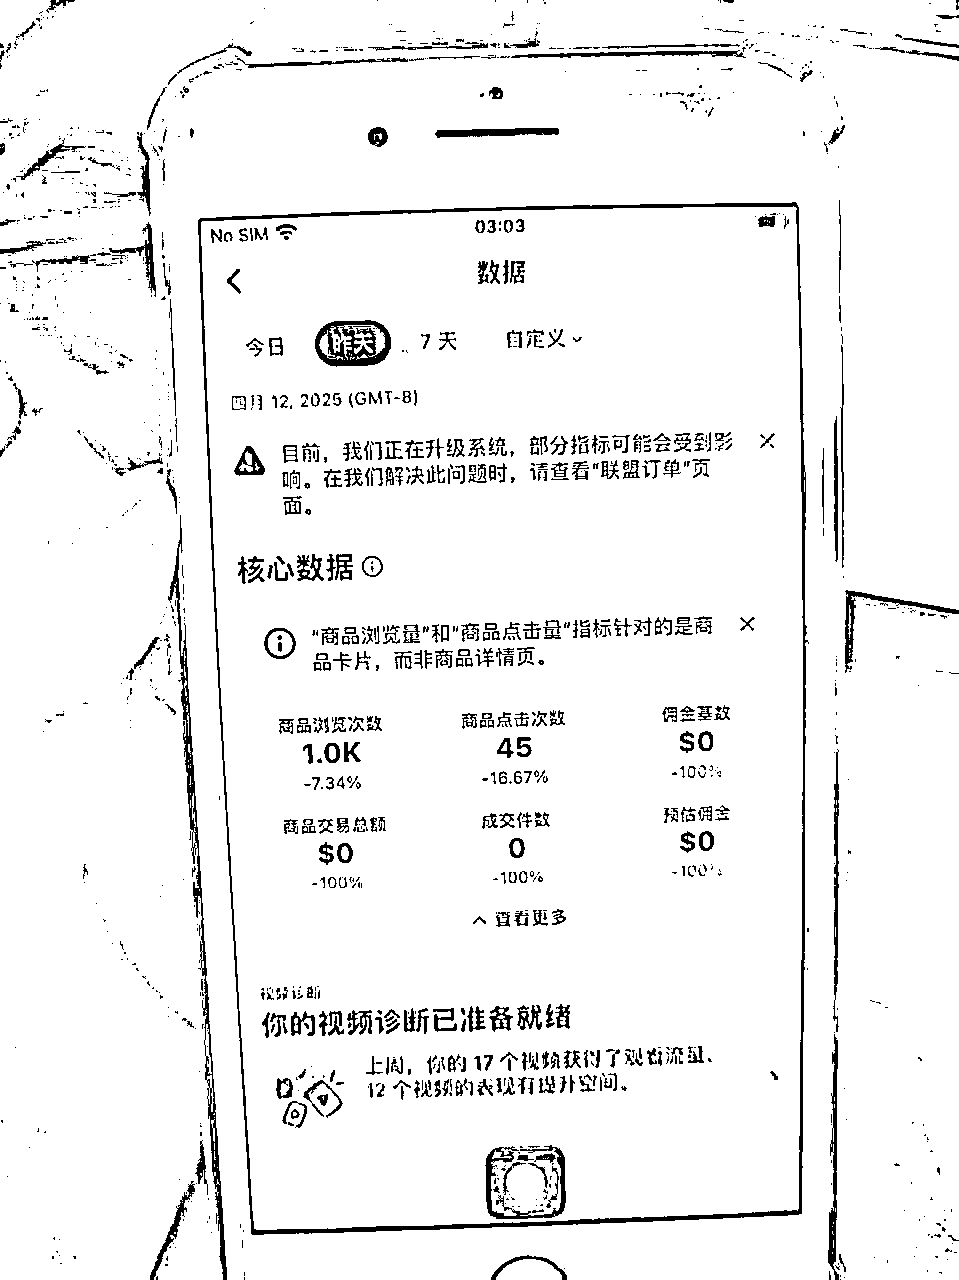 No SIM 03:03
数据
今日 昨天 7 天 自定义
四月 12, 2025 (GMT-8)
目前，我们正在升级系统，部分指标可能会受到影
响。在我们解决此问题时，请查看“联盟订单”页
面。
核心数据
“商品浏览量”和“商品点击量”指标针对的是商
品卡片，而非商品详情页。
商品浏览次数 商品点击次数 佣金基数
1.0K 45 $0
-7.34% -16.67% -100%
商品交易总额 成交件数 预估佣金
$0 0 $0
-100% -100% -100%
查看更多
视频诊断
你的视频诊断已准备就绪
上周，你的 17 个视频获得了观看流量，
12 个视频的表现有提升空间。